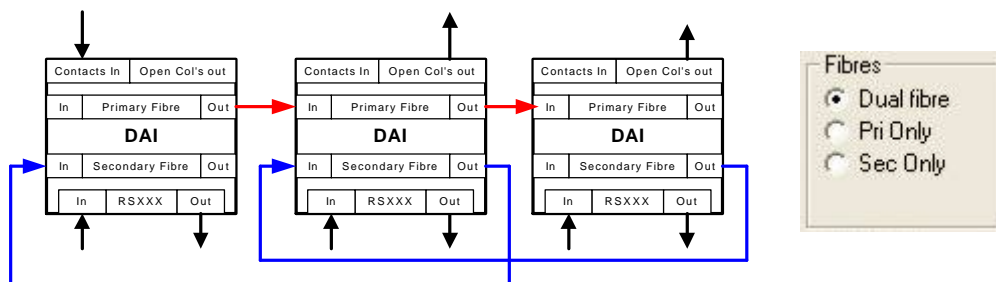 Contacts In Open Col's out
In Primary Fibre Out
DAI
In Secondary Fibre Out
In RSXXX Out
Contacts In Open Col's out
In Primary Fibre Out
DAI
In Secondary Fibre Out
In RSXXX Out
Contacts In Open Col's out
In Primary Fibre Out
DAI
In Secondary Fibre Out
In RSXXX Out
Fibres
Dual fibre
Pri Only
Sec Only